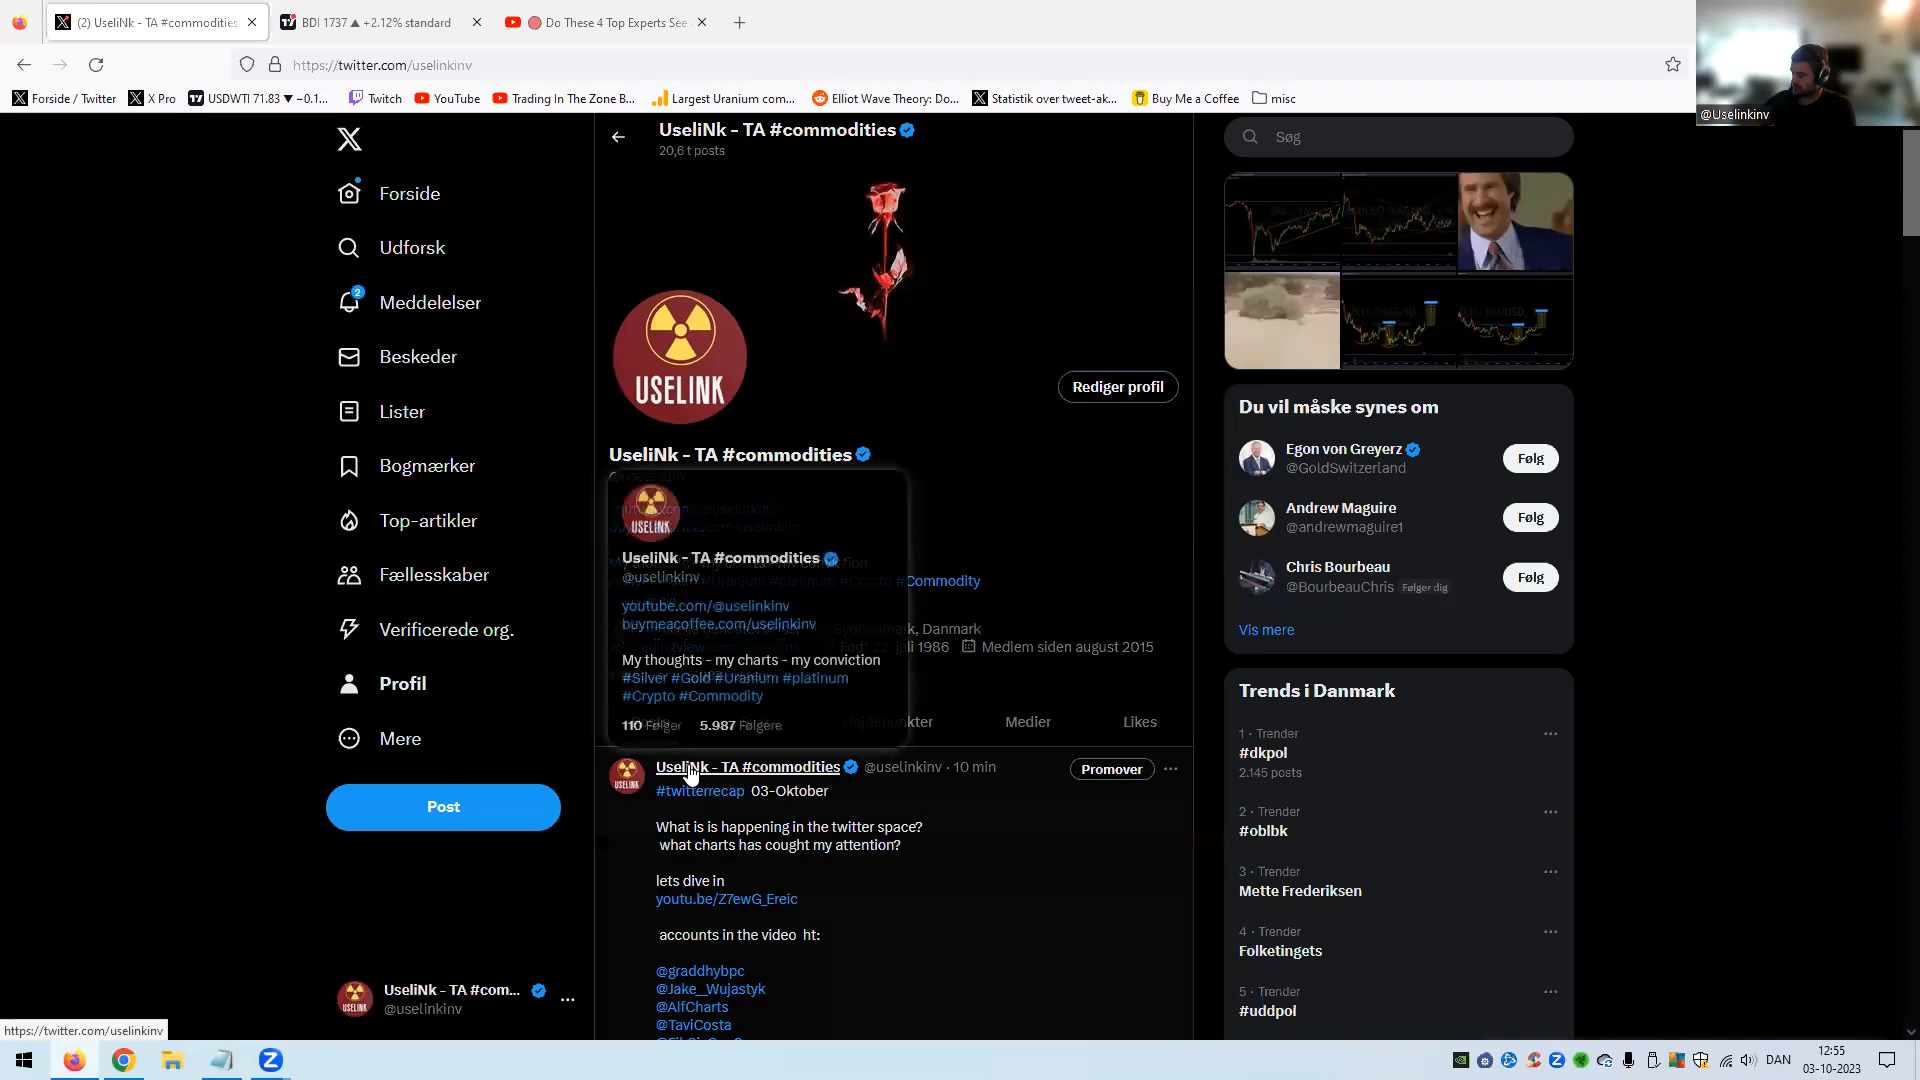 (2) UseliNk - TA #commodities
BDI 1737 ▲ +2.12% standard
Do These 4 Top Experts See
https://twitter.com/uselinkinv
Forside / Twitter
X Pro
USDWTI 71.83 ▼ −0.1...
Twitch
YouTube
Trading In The Zone B...
Largest Uranium com...
Elliot Wave Theory: Do...
Statistik over tweet-ak...
Buy Me a Coffee
misc
@Uselinkinv
Forside
Udforsk
2
Meddelelser
Beskeder
Lister
Bogmærker
Top-artikler
Fællesskaber
Verificerede org.
Profil
Mere
Post
UseliNk - TA #com...
@uselinkinv
UseliNk - TA #commodities
20,6 t posts
USELINK
Rediger profil
UseliNk - TA #commodities
USELINK
UseliNk - TA #commodities
@uselinkinv
#Commodity
youtube.com/@uselinkinv
buymeacoffee.com/uselinkinv
Danmark
Medlem siden august 2015
My thoughts - my charts - my conviction
#Silver #Gold #Uranium #platinum
#Crypto #Commodity
110 Følger 5.987 Følgere
Højdepunkter
Medier
Likes
UseliNk - TA #commodities @uselinkinv · 10 min
Promover
#twitterrecap 03-Oktober
What is is happening in the twitter space?
what charts has cought my attention?
lets dive in
youtu.be/Z7ewG_Ereic
accounts in the video ht:
@graddhybpc
@Jake__Wujastyk
@AlfCharts
@TaviCosta
Søg
Du vil måske synes om
Egon von Greyerz
@GoldSwitzerland
Følg
Andrew Maguire
@andrewmaguire1
Følg
Chris Bourbeau
@BourbeauChris Følger dig
Følg
Vis mere
Trends i Danmark
1 · Trender
#dkpol
2.145 posts
2 · Trender
#oblbk
3 · Trender
Mette Frederiksen
4 · Trender
Folketingets
5 · Trender
#uddpol
https://twitter.com/uselinkinv
DAN
12:55
03-10-2023